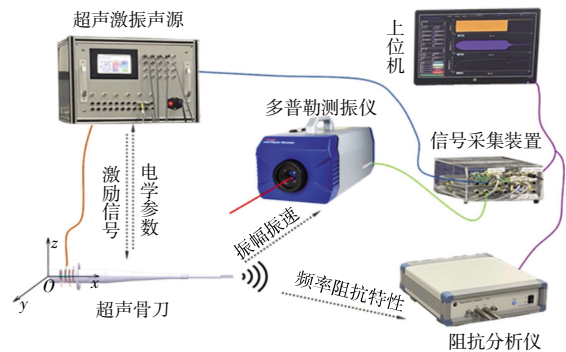 超声激振声源
上位机
多普勒测振仪
信号采集装置
激励信号
电学参数
振幅振速
z
O
x
y
超声骨刀
频率阻抗特性
阻抗分析仪